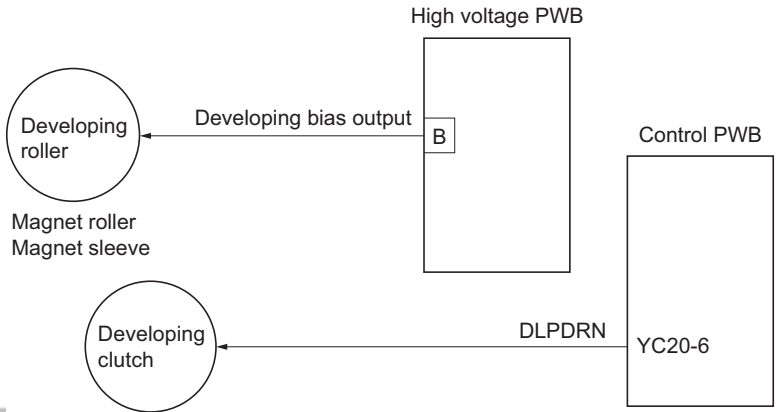 High voltage PWB
Developing bias output
B
Developing
roller
Control PWB
Magnet roller
Magnet sleeve
Developing
clutch
DLPDRN
YC20-6